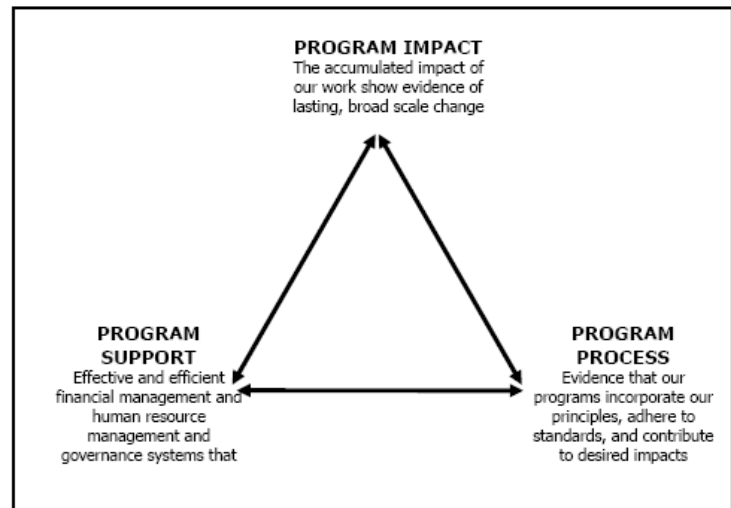 PROGRAM IMPACT
The accumulated impact of
our work show evidence of
lasting, broad scale change
PROGRAM
SUPPORT
Effective and efficient
financial management and
human resource
management and
governance systems that
PROGRAM
PROCESS
Evidence that our
programs incorporate our
principles, adhere to
standards, and contribute
to desired impacts